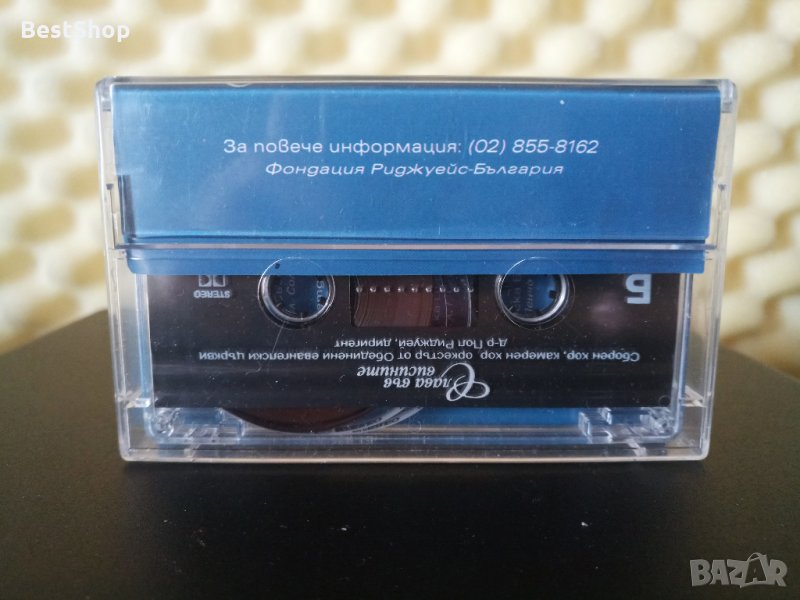 BestShop
За повече информация: (02) 855-8162
Фондация Риджуейс-България
Б
STEREO
Слава във
висините
Сборен хор, камерен хор, оркестър от Обединени евангелски църкви
д-р Пол Риджуей, диригент
BAZAR